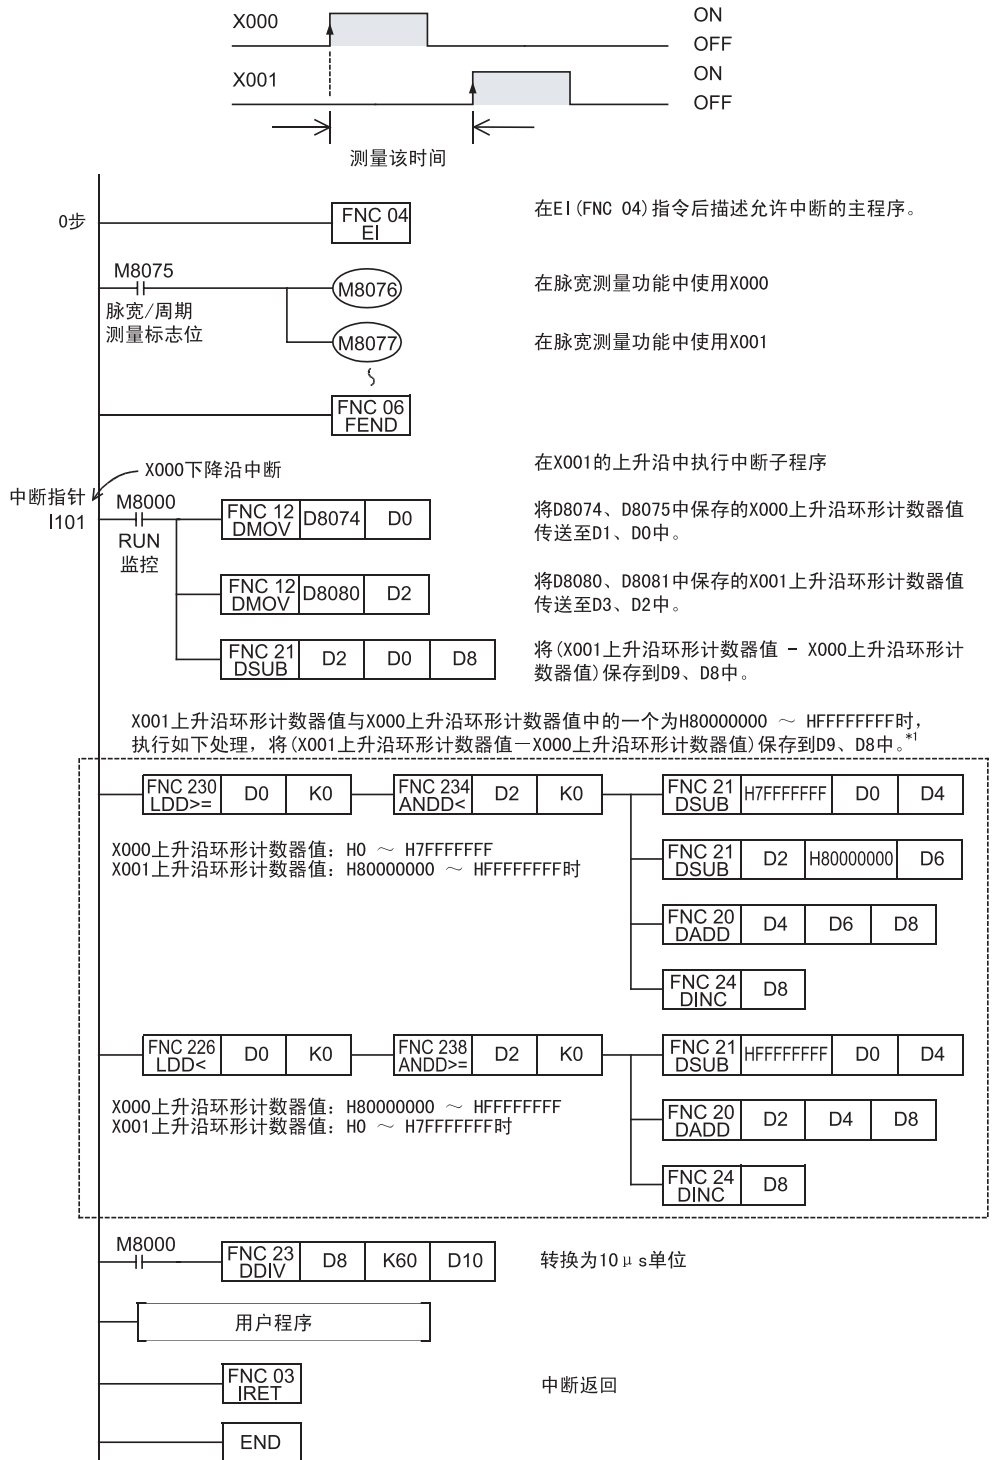 X000
ON
OFF
X001
ON
OFF
测量该时间
0步
FNC 04
EI
在EI(FNC 04)指令后描述允许中断的主程序。
M8075
脉宽/周期
测量标志位
M8076
在脉宽测量功能中使用X000
M8077
在脉宽测量功能中使用X001
FNC 06
FEND
X000下降沿中断
在X001的上升沿中执行中断子程序
中断指针
I101
M8000
RUN
监控
FNC 12
DMOV
D8074
D0
将D8074、D8075中保存的X000上升沿环形计数器值
传送至D1、D0中。
FNC 12
DMOV
D8080
D2
将D8080、D8081中保存的X001上升沿环形计数器值
传送至D3、D2中。
FNC 21
DSUB
D2
D0
D8
将(X001上升沿环形计数器值 - X000上升沿环形计
数器值)保存到D9、D8中。
X001上升沿环形计数器值与X000上升沿环形计数器值中的一个为H80000000 ～ HFFFFFFFF时,
执行如下处理, 将(X001上升沿环形计数器值-X000上升沿环形计数器值)保存到D9、D8中。*1
FNC 230
LDD>=
D0
K0
FNC 234
ANDD<
D2
K0
FNC 21
DSUB
H7FFFFFFF
D0
D4
X000上升沿环形计数器值: H0 ～ H7FFFFFFF
X001上升沿环形计数器值: H80000000 ～ HFFFFFFFF时
FNC 21
DSUB
D2
H80000000
D6
FNC 20
DADD
D4
D6
D8
FNC 24
DINC
D8
FNC 226
LDD<
D0
K0
FNC 238
ANDD>=
D2
K0
FNC 21
DSUB
HFFFFFFFF
D0
D4
X000上升沿环形计数器值: H80000000 ～ HFFFFFFFF
X001上升沿环形计数器值: H0 ～ H7FFFFFFF时
FNC 20
DADD
D2
D4
D8
FNC 24
DINC
D8
M8000
FNC 23
DDIV
D8
K60
D10
转换为10μs单位
用户程序
FNC 03
IRET
中断返回
END